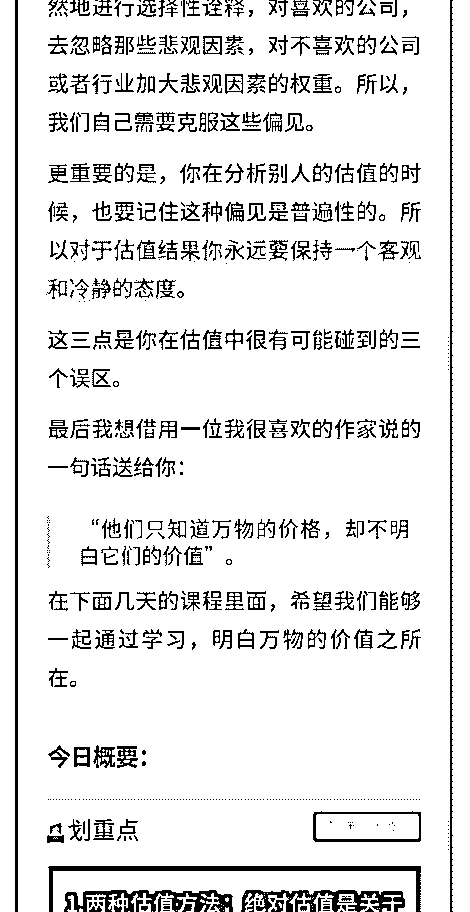 然地进行选择性诠释，对喜欢的公司，
去忽略那些悲观因素，对不喜欢的公司
或者行业加大悲观因素的权重。所以，
我们自己需要克服这些偏见。
更重要的是，你在分析别人的估值的时
候，也要记住这种偏见是普遍性的。所
以对于估值结果你永远要保持一个客观
和冷静的态度。
这三点是你在估值中很有可能碰到的三
个误区。
最后我想借用一位我很喜欢的作家说的
一句话送给你：
“他们只知道万物的价格，却不明
白它们的价值”。
在下面几天的课程里面，希望我们能够
一起通过学习，明白万物的价值之所
在。
今日概要：
划重点
1.两种估值方法：绝对估值是关于